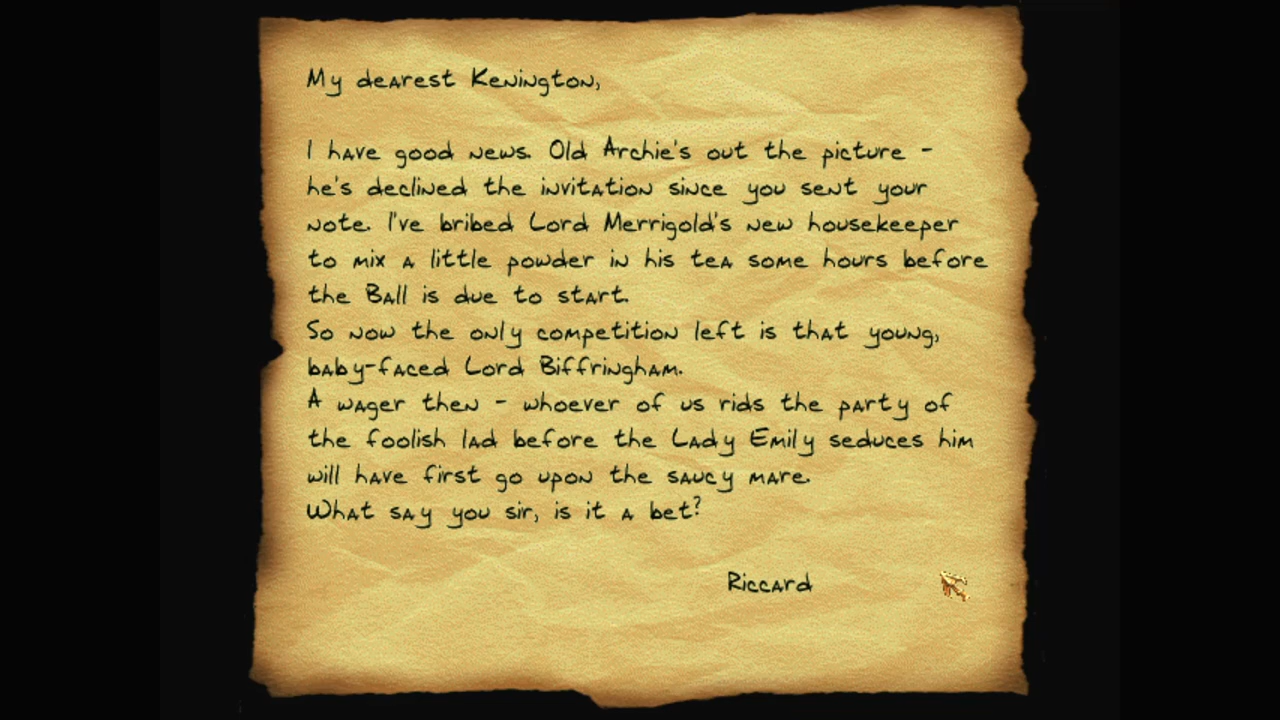 My dearest Kenington,
I have good news. Old Archie's out the picture -
he's declined the invitation since you sent your
note. I've bribed Lord Merrigold's new housekeeper
to mix a little powder in his tea some hours before
the Ball is due to start.
So now the only competition left is that young,
baby-faced Lord Biffringham.
A wager then - whoever of us rids the party of
the foolish lad before the Lady Emily seduces him
will have first go upon the saucy mare.
What say you sir, is it a bet?
Riccard